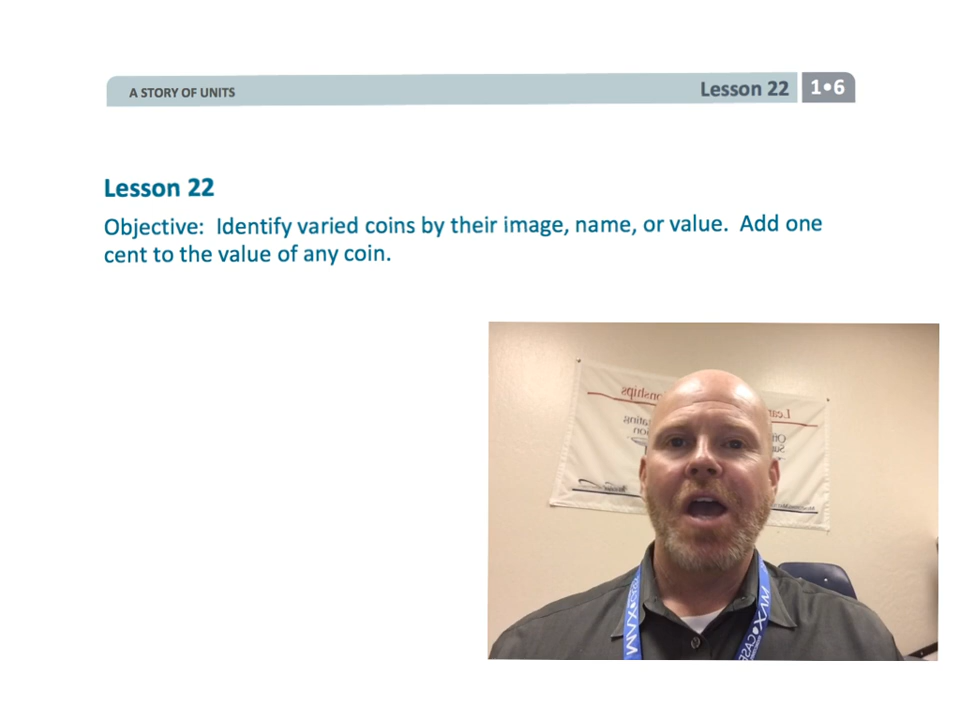 A STORY OF UNITS
Lesson 22
1•6
Lesson 22
Objective: Identify varied coins by their image, name, or value. Add one
cent to the value of any coin.